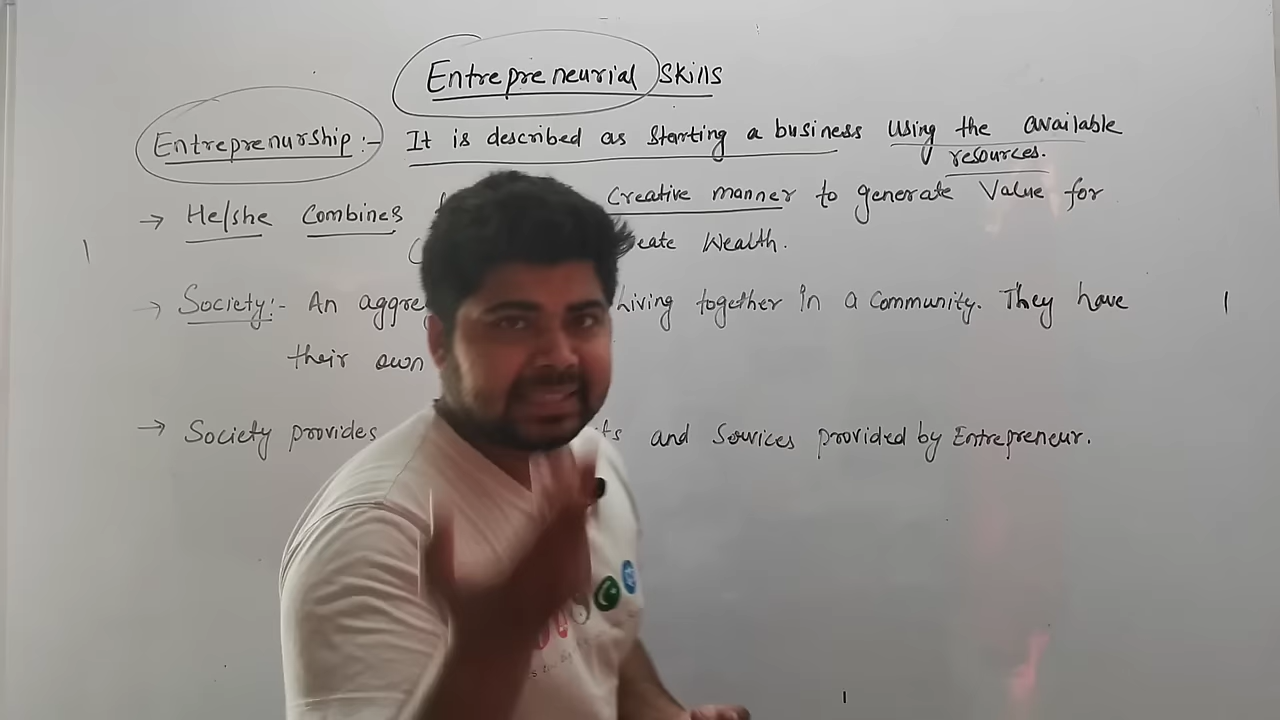 Entrepreneurial Skills
Entreprenurship :- It is described as starting a business using the available
resources.
→ He/she Combines Creative manner to generate Value for
Wealth.
→ Society :- An living together in a Community. They have
their own
→ Society provides and Services provided by Entrepreneur.